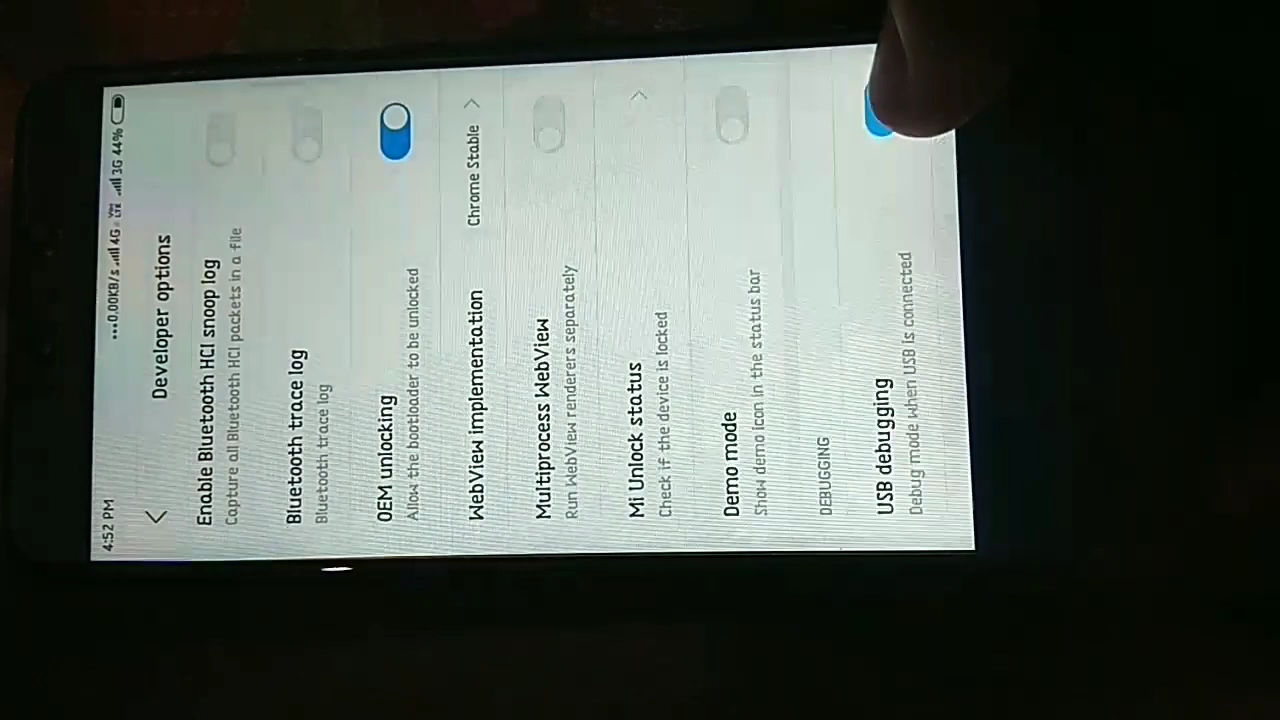 4:52 PM ...0.00KB/s 4G VoLTE 3G 44%
Developer options
Enable Bluetooth HCI snoop log
Capture all Bluetooth HCI packets in a file
Bluetooth trace log
Bluetooth trace log
OEM unlocking
Allow the bootloader to be unlocked
WebView implementation Chrome Stable
Multiprocess WebView
Run WebView renderers separately
Mi Unlock status
Check if the device is locked
Demo mode
Show demo icon in the status bar
DEBUGGING
USB debugging
Debug mode when USB is connected